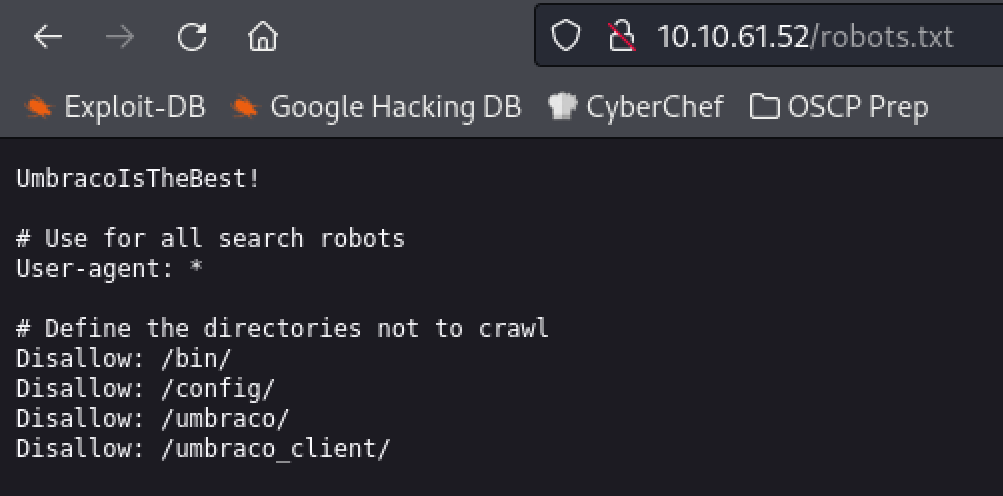 10.10.61.52/robots.txt
Exploit-DB Google Hacking DB CyberChef OSCP Prep
UmbracoIsTheBest!
# Use for all search robots
User-agent: *
# Define the directories not to crawl
Disallow: /bin/
Disallow: /config/
Disallow: /umbraco/
Disallow: /umbraco_client/